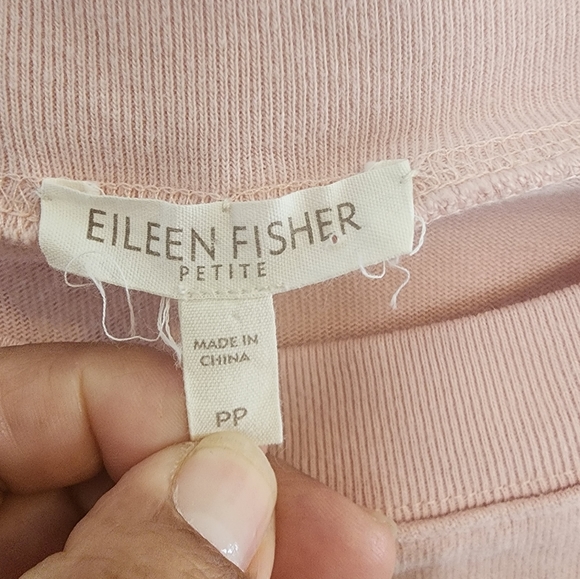 EILEEN FISHER
PETITE
MADE IN
CHINA
PP